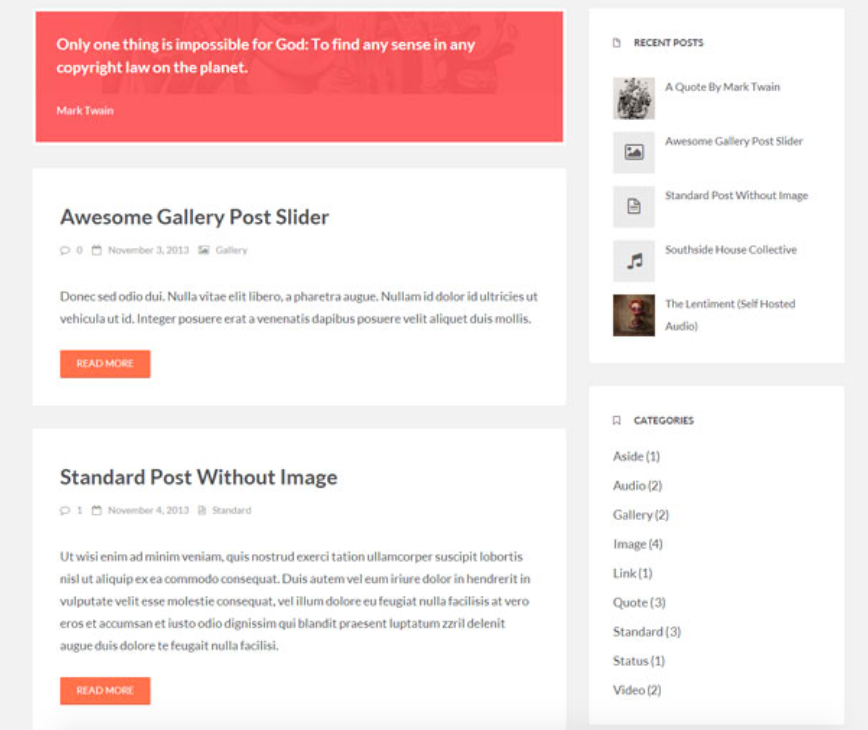 Only one thing is impossible for God: To find any sense in any
copyright law on the planet.
Mark Twain
Awesome Gallery Post Slider
0 November 3, 2013 Gallery
Donec sed odio dui. Nulla vitae elit libero, a pharetra augue. Nullam id dolor id ultricies ut
vehicula ut id. Integer posuere erat a venenatis dapibus posuere velit aliquet duis mollis.
READ MORE
Standard Post Without Image
1 November 4, 2013 Standard
Ut wisi enim ad minim veniam, quis nostrud exerci tation ullamcorper suscipit lobortis
nisl ut aliquip ex ea commodo consequat. Duis autem vel eum iriure dolor in hendrerit in
vulputate velit esse molestie consequat, vel illum dolore eu feugiat nulla facilisis at vero
eros et accumsan et iusto odio dignissim qui blandit praesent luptatum zzril delenit
augue duis dolore te feugait nulla facilisi.
READ MORE
RECENT POSTS
A Quote By Mark Twain
Awesome Gallery Post Slider
Standard Post Without Image
Southside House Collective
The Lentiment (Self Hosted
Audio)
CATEGORIES
Aside (1)
Audio (2)
Gallery (2)
Image (4)
Link (1)
Quote (3)
Standard (3)
Status (1)
Video (2)